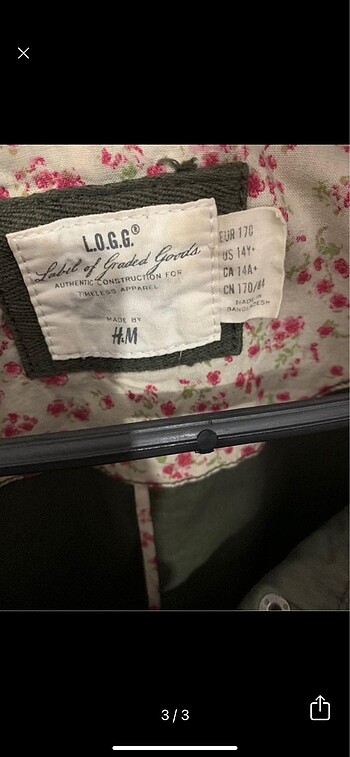 L.O.G.G.®
Label of Graded Goods
AUTHENTIC CONSTRUCTION FOR
TIMELESS APPAREL
MADE BY
H&M
EUR 170
US 14Y+
CA 14A+
CN 170/84
MADE IN
BANGLADESH
3/3